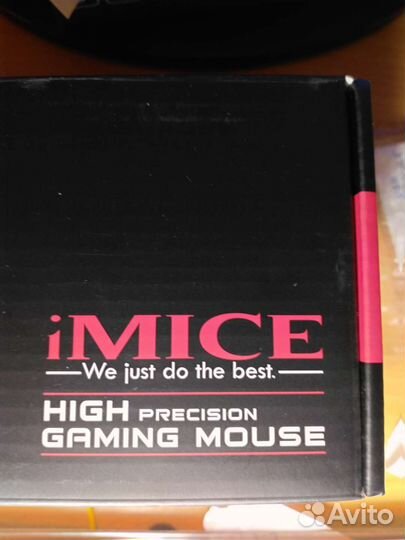 iMICE
We just do the best.
HIGH PRECISION
GAMING MOUSE
Avito